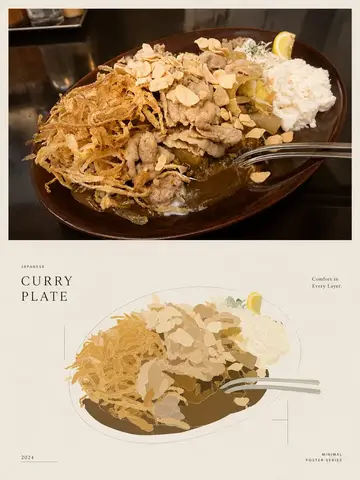 JAPANESE
CURRY
PLATE
Comfort in
Every Layer.
2024
MINIMAL
POSTER SERIES